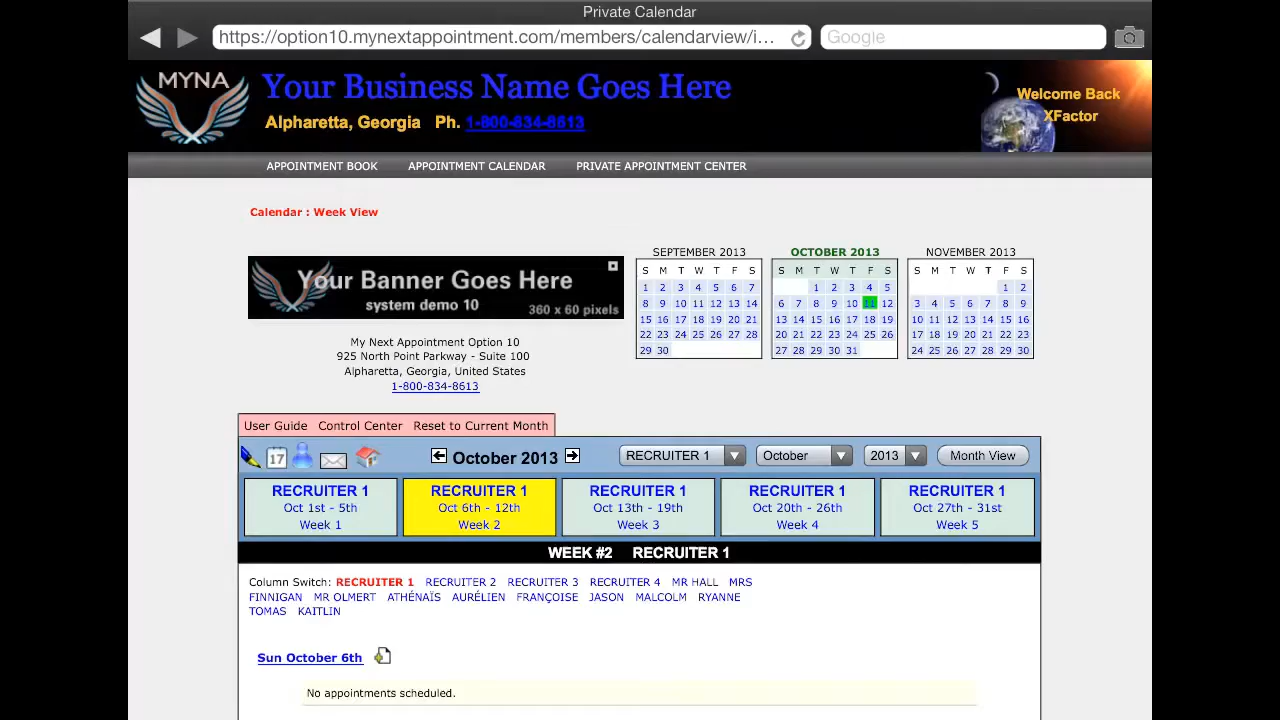 Private Calendar
https://option10.mynextappointment.com/members/calendarview/i...
Google
MYNA
Your Business Name Goes Here
Alpharetta, Georgia Ph. 1-800-834-8613
Welcome Back
XFactor
APPOINTMENT BOOK APPOINTMENT CALENDAR PRIVATE APPOINTMENT CENTER
Calendar : Week View
Your Banner Goes Here
system demo 10
360 x 60 pixels
My Next Appointment Option 10
925 North Point Parkway - Suite 100
Alpharetta, Georgia, United States
1-800-834-8613
SEPTEMBER 2013
S M T W T F S
1 2 3 4 5 6 7
8 9 10 11 12 13 14
15 16 17 18 19 20 21
22 23 24 25 26 27 28
29 30
OCTOBER 2013
S M T W T F S
1 2 3 4 5
6 7 8 9 10 11 12
13 14 15 16 17 18 19
20 21 22 23 24 25 26
27 28 29 30 31
NOVEMBER 2013
S M T W T F S
1 2
3 4 5 6 7 8 9
10 11 12 13 14 15 16
17 18 19 20 21 22 23
24 25 26 27 28 29 30
User Guide Control Center Reset to Current Month
17 October 2013 RECRUITER 1 October 2013 Month View
RECRUITER 1 RECRUITER 1 RECRUITER 1 RECRUITER 1 RECRUITER 1
Oct 1st - 5th Oct 6th - 12th Oct 13th - 19th Oct 20th - 26th Oct 27th - 31st
Week 1 Week 2 Week 3 Week 4 Week 5
WEEK #2 RECRUITER 1
Column Switch: RECRUITER 1 RECRUITER 2 RECRUITER 3 RECRUITER 4 MR HALL MRS
FINNIGAN MR OLMERT ATHÉNAÏS AURÉLIEN FRANÇOISE JASON MALCOLM RYANNE
TOMAS KAITLIN
Sun October 6th
No appointments scheduled.